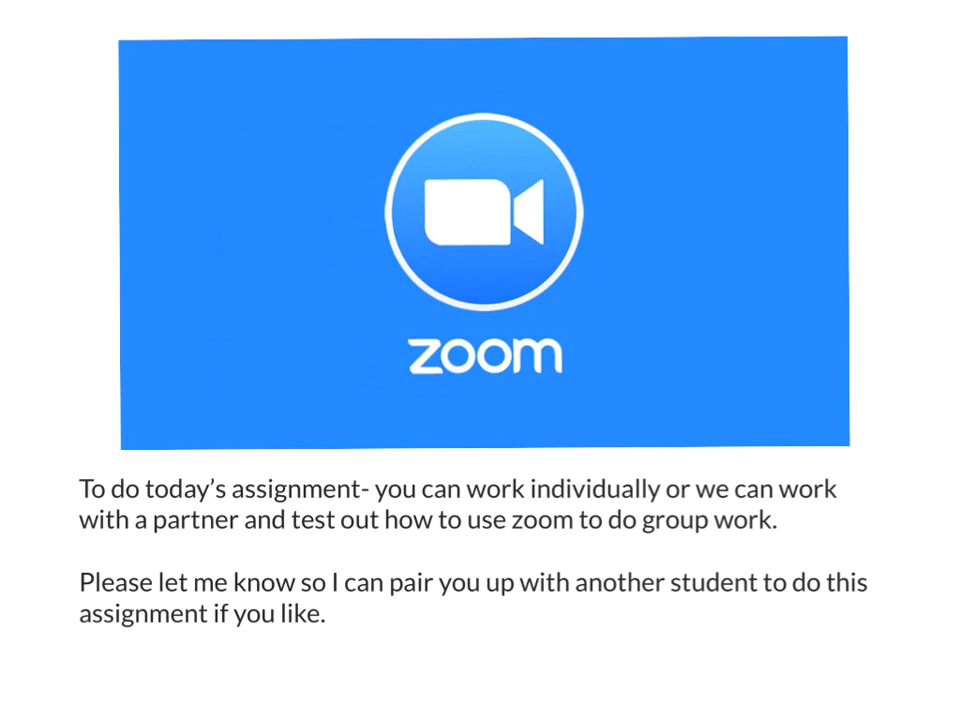 zoom
To do today's assignment- you can work individually or we can work
with a partner and test out how to use zoom to do group work.
Please let me know so I can pair you up with another student to do this
assignment if you like.